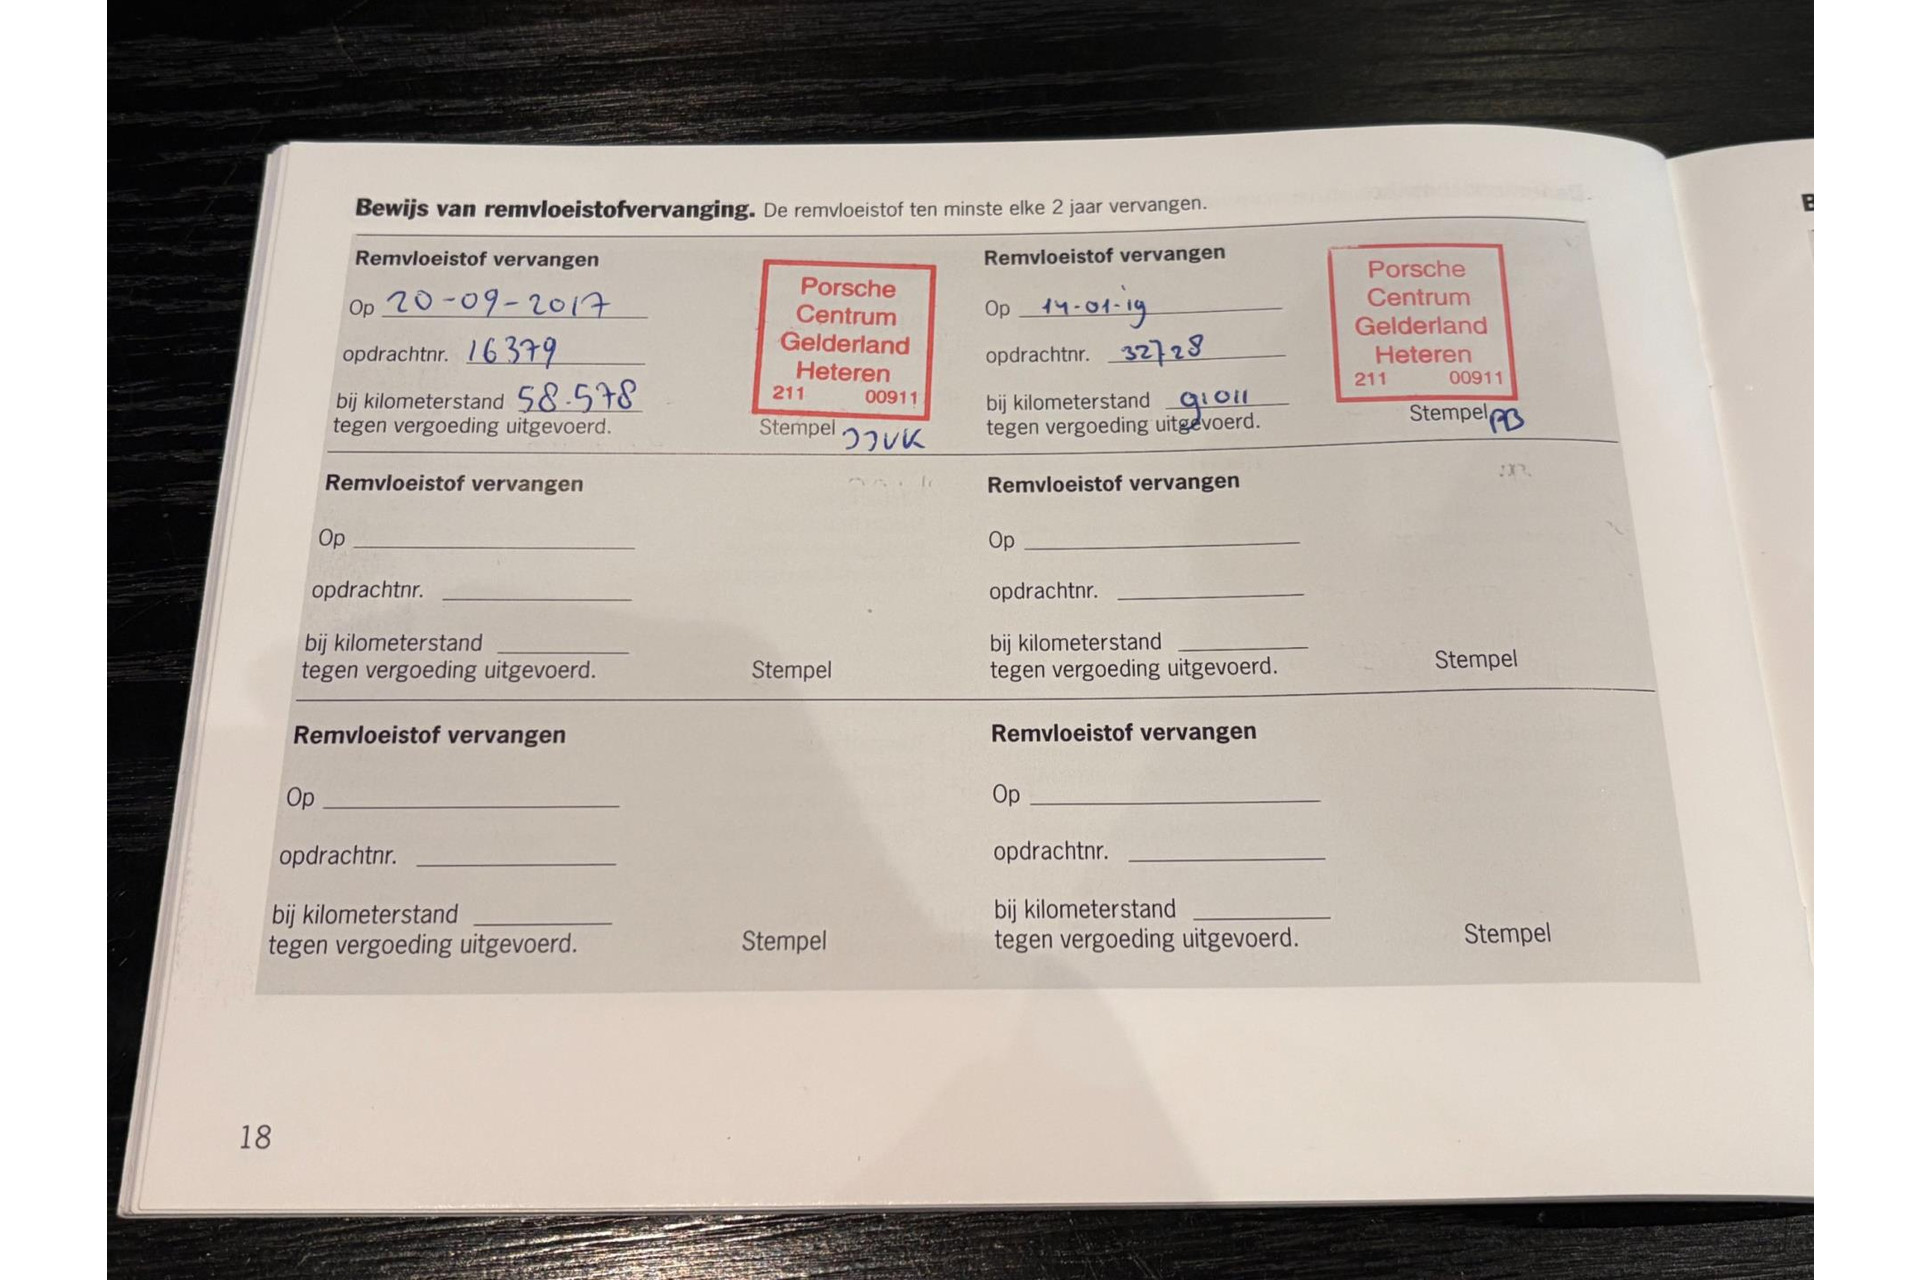 Bewijs van remvloeistofvervanging. De remvloeistof ten minste elke 2 jaar vervangen.
Remvloeistof vervangen
Op 20-09-2017
opdrachtnr. 16379
bij kilometerstand 58.578
tegen vergoeding uitgevoerd.
Porsche
Centrum
Gelderland
Heteren
211 00911
Stempel JJVK
Remvloeistof vervangen
Op 14-01-19
opdrachtnr. 32728
bij kilometerstand 91011
tegen vergoeding uitgevoerd.
Porsche
Centrum
Gelderland
Heteren
211 00911
Stempel PB
Remvloeistof vervangen
Op
opdrachtnr.
bij kilometerstand
tegen vergoeding uitgevoerd.
Stempel
Remvloeistof vervangen
Op
opdrachtnr.
bij kilometerstand
tegen vergoeding uitgevoerd.
Stempel
Remvloeistof vervangen
Op
opdrachtnr.
bij kilometerstand
tegen vergoeding uitgevoerd.
Stempel
Remvloeistof vervangen
Op
opdrachtnr.
bij kilometerstand
tegen vergoeding uitgevoerd.
Stempel
18